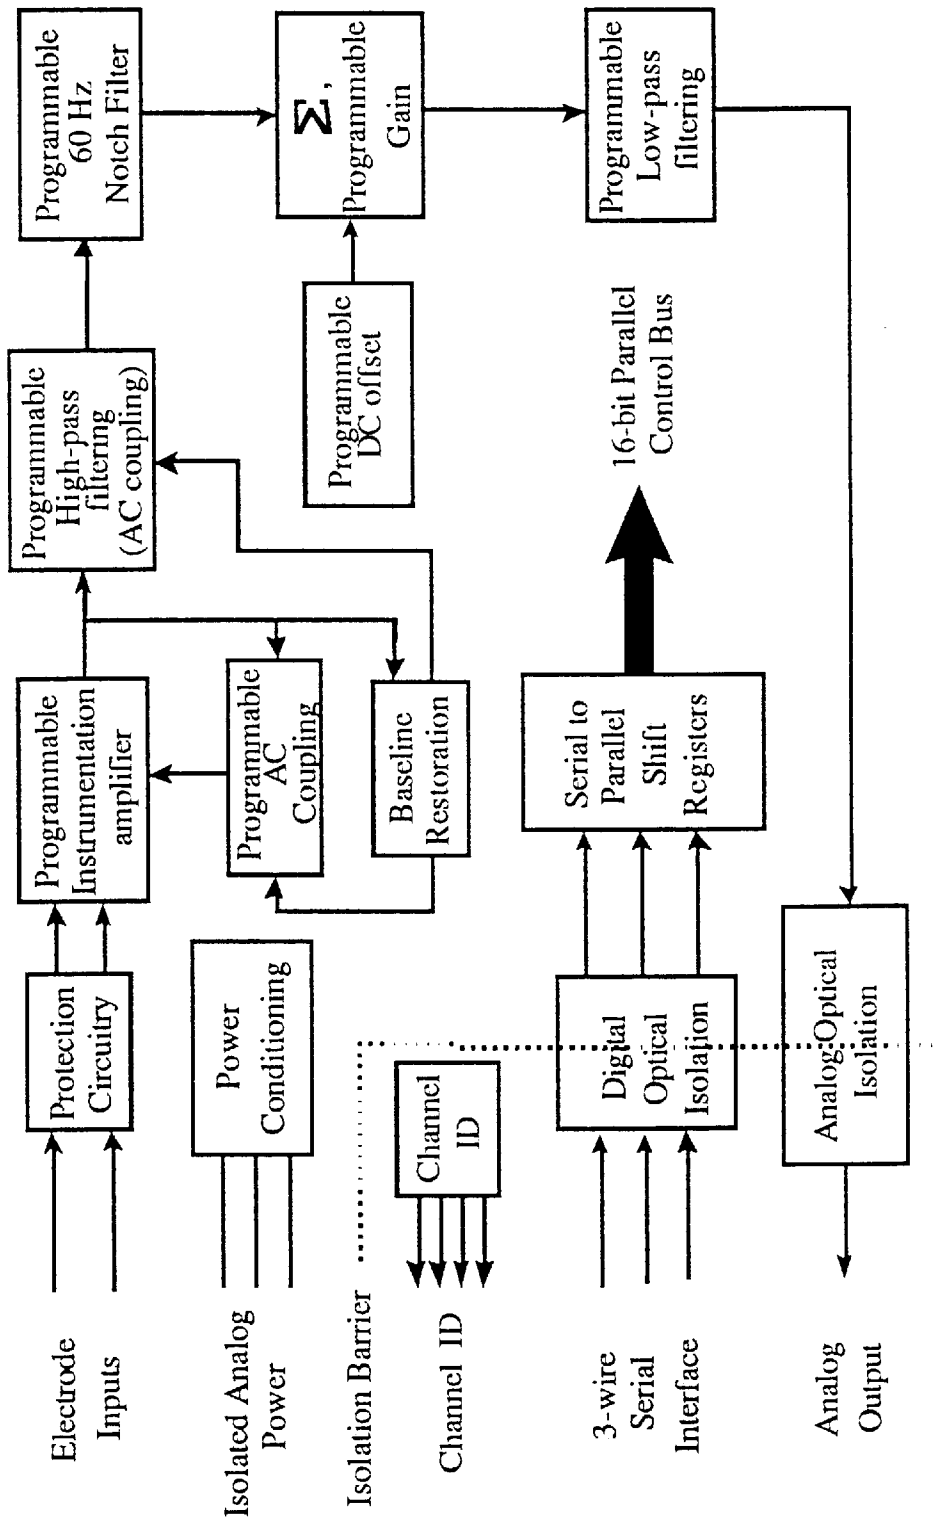 Electrode
Inputs
Protection
Circuitry
Programmable
Instrumentation
amplifier
Programmable
High-pass
filtering
(AC coupling)
Programmable
60 Hz
Notch Filter
Isolated Analog
Power
Power
Conditioning
Programmable
AC
Coupling
Programmable
DC offset
Σ,
Programmable
Gain
Baseline
Restoration
Isolation Barrier
Channel ID
Channel
ID
3-wire
Serial
Interface
Digital
Optical
Isolation
Serial to
Parallel
Shift
Registers
16-bit Parallel
Control Bus
Programmable
Low-pass
filtering
Analog
Output
Analog-Optical
Isolation